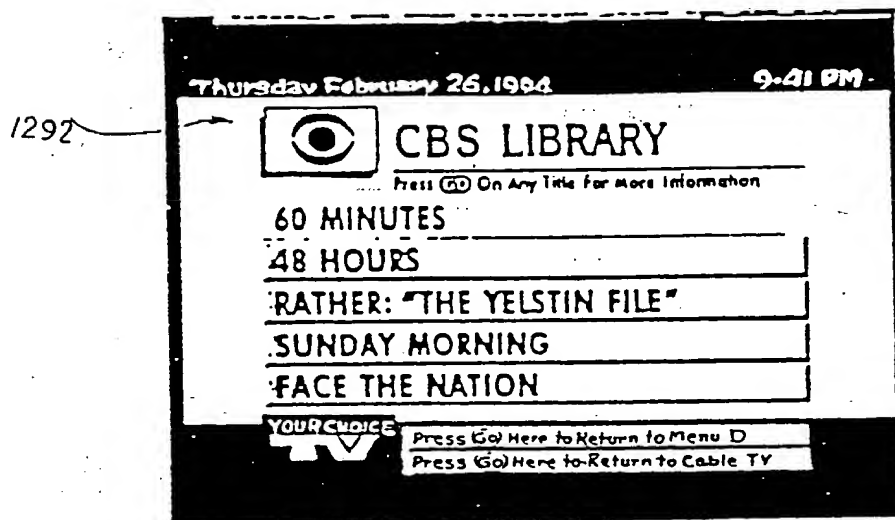 Thursday February 26, 1994
9:41 PM
1292
CBS LIBRARY
Press GO On Any Title For More Information
60 MINUTES
48 HOURS
RATHER: "THE YELSTIN FILE"
SUNDAY MORNING
FACE THE NATION
YOUR CHOICE
TV
Press GO Here to Return to Menu D
Press GO Here to Return to Cable TV